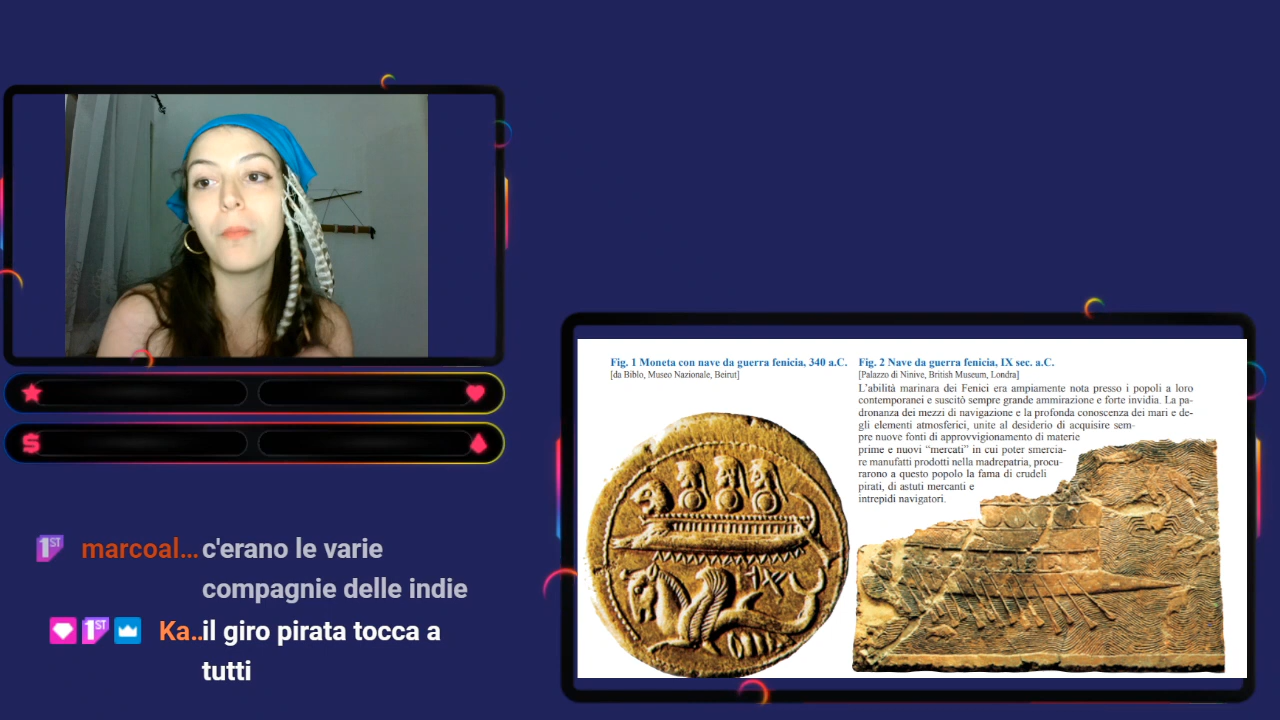 Fig. 1 Moneta con nave da guerra fenicia, 340 a.C.
[da Biblo, Museo Nazionale, Beirut]
Fig. 2 Nave da guerra fenicia, IX sec. a.C.
[Palazzo di Ninive, British Museum, Londra]
L'abilità marinara dei Fenici era ampiamente nota presso i popoli a loro
contemporanei e suscitò sempre grande ammirazione e forte invidia. La pa-
dronanza dei mezzi di navigazione e la profonda conoscenza dei mari e de-
gli elementi atmosferici, unite al desiderio di acquisire sem-
pre nuove fonti di approvvigionamento di materie
prime e nuovi “mercati” in cui poter smercia-
re manufatti prodotti nella madrepatria, procu-
rarono a questo popolo la fama di crudeli
pirati, di astuti mercanti e
intrepidi navigatori.
1ST marcoal... c'erano le varie
compagnie delle indie
1ST Ka.. il giro pirata tocca a
tutti